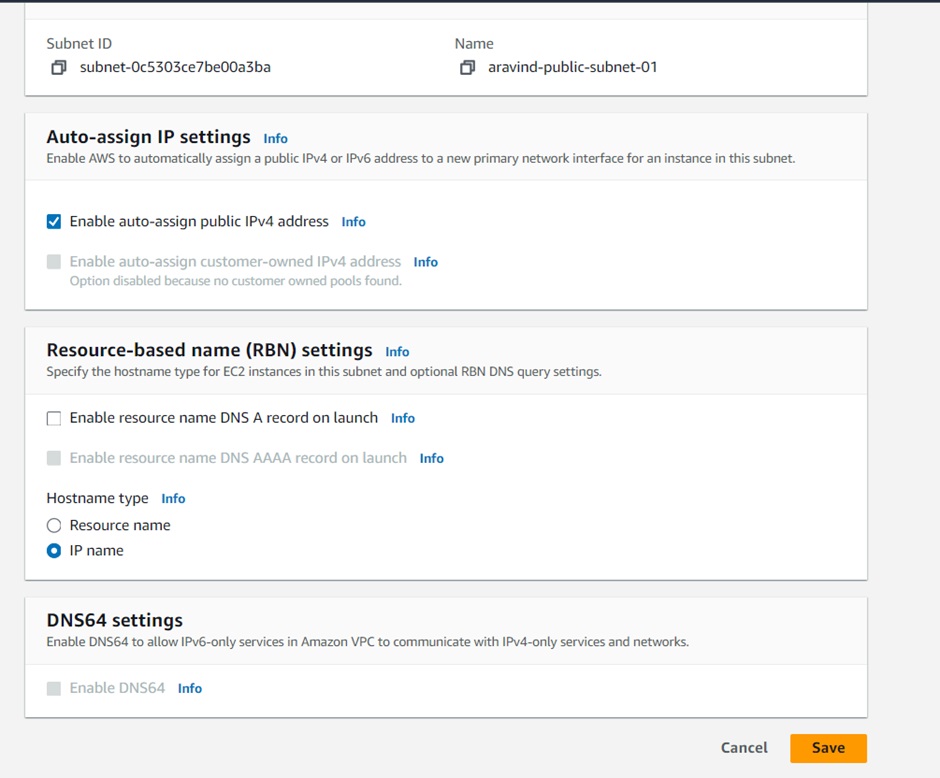 Subnet ID
subnet-0c5303ce7be00a3ba
Name
aravind-public-subnet-01
Auto-assign IP settings Info
Enable AWS to automatically assign a public IPv4 or IPv6 address to a new primary network interface for an instance in this subnet.
Enable auto-assign public IPv4 address Info
Enable auto-assign customer-owned IPv4 address Info
Option disabled because no customer owned pools found.
Resource-based name (RBN) settings Info
Specify the hostname type for EC2 instances in this subnet and optional RBN DNS query settings.
Enable resource name DNS A record on launch Info
Enable resource name DNS AAAA record on launch Info
Hostname type Info
Resource name
IP name
DNS64 settings
Enable DNS64 to allow IPv6-only services in Amazon VPC to communicate with IPv4-only services and networks.
Enable DNS64 Info
Cancel Save